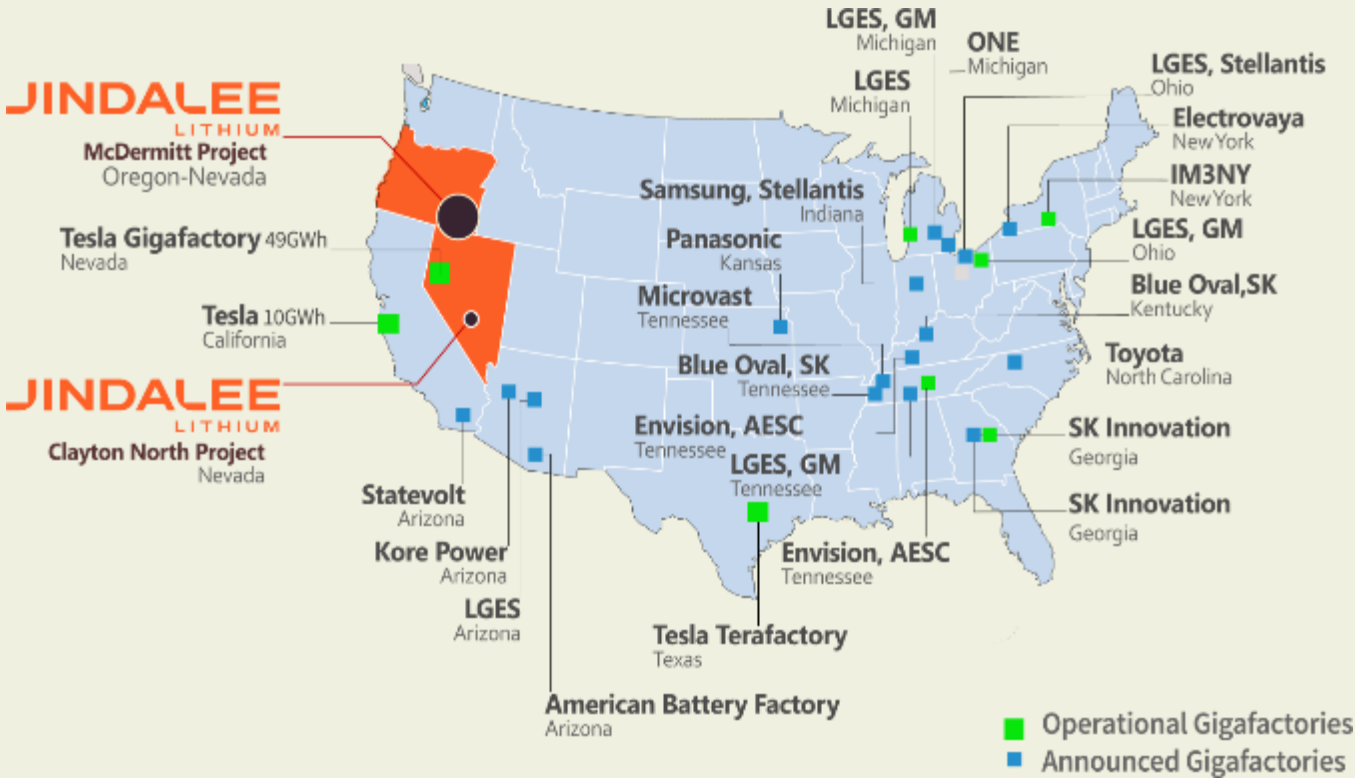 JINDALEE
LITHIUM
McDermitt Project
Oregon-Nevada
Tesla Gigafactory 49GWh
Nevada
Tesla 10GWh
California
JINDALEE
LITHIUM
Clayton North Project
Nevada
Statevolt
Arizona
Kore Power
Arizona
LGES
Arizona
American Battery Factory
Arizona
Tesla Terafactory
Texas
Samsung, Stellantis
Indiana
Panasonic
Kansas
Microvast
Tennessee
Blue Oval, SK
Tennessee
Envision, AESC
Tennessee
LGES, GM
Tennessee
Envision, AESC
Tennessee
LGES, GM
Michigan
LGES
Michigan
ONE
Michigan
LGES, Stellantis
Ohio
Electrovaya
New York
IM3NY
New York
LGES, GM
Ohio
Blue Oval,SK
Kentucky
Toyota
North Carolina
SK Innovation
Georgia
SK Innovation
Georgia
Operational Gigafactories
Announced Gigafactories